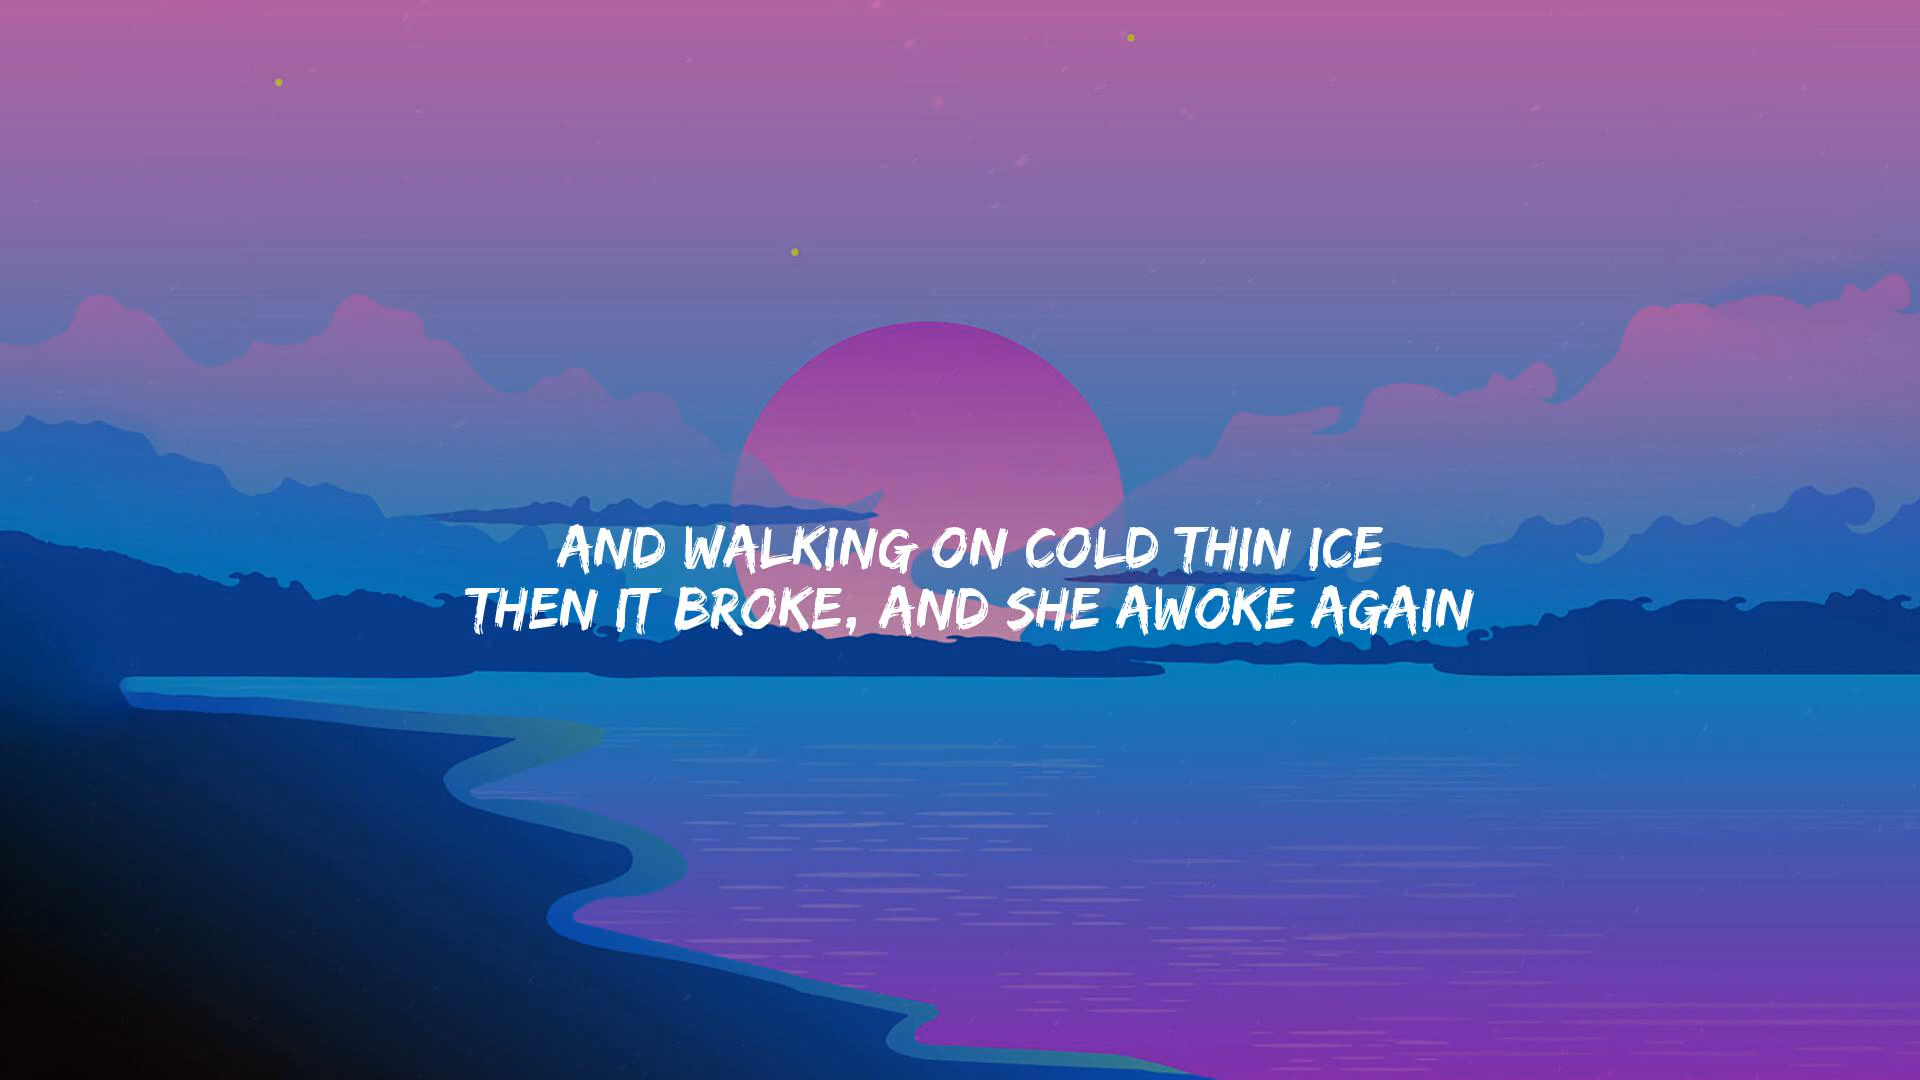 AND WALKING ON COLD THIN ICE
THEN IT BROKE, AND SHE AWOKE AGAIN